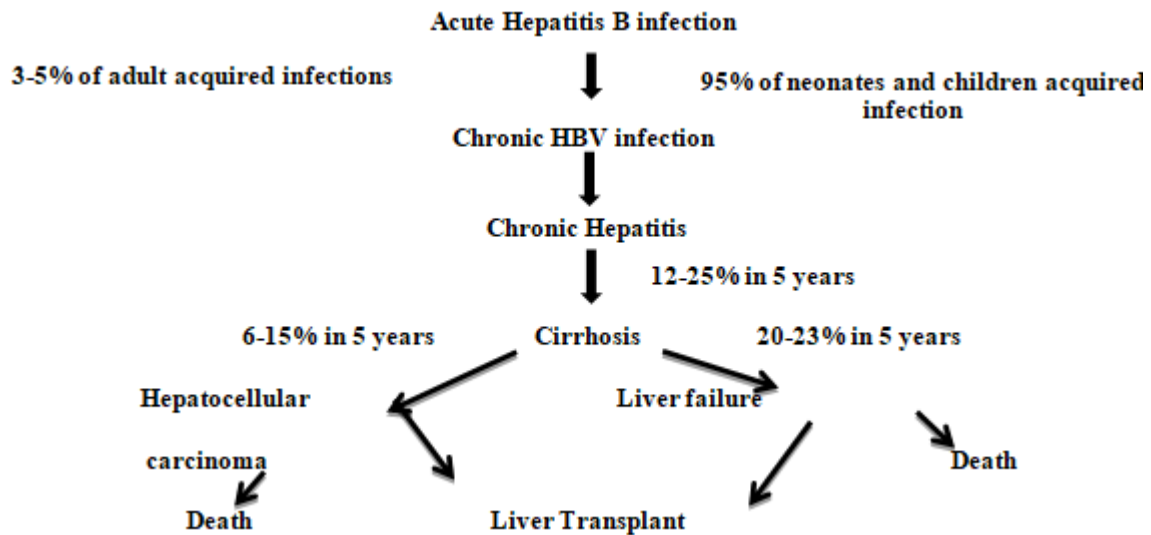 Acute Hepatitis B infection
3-5% of adult acquired infections
95% of neonates and children acquired
infection
Chronic HBV infection
Chronic Hepatitis
12-25% in 5 years
6-15% in 5 years
Cirrhosis
20-23% in 5 years
Hepatocellular
Liver failure
carcinoma
Death
Death
Liver Transplant